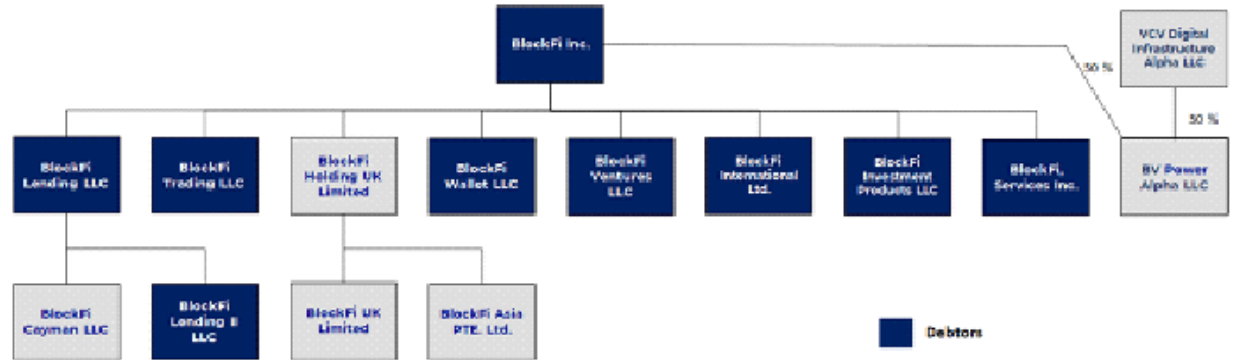 BlockFi Inc.
VCV Digital
Infrastructure
Alpha LLC
50 %
50 %
BlockFi
Lending LLC
BlockFi
Trading LLC
BlockFi
Holding UK
Limited
BlockFi
Wallet LLC
BlockFi
Ventures
LLC
BlockFi
International
Ltd.
BlockFi
Investment
Products LLC
BlockFi
Services Inc.
BV Power
Alpha LLC
BlockFi
Cayman LLC
BlockFi
Lending II
LLC
BlockFi UK
Limited
BlockFi Asia
PTE. Ltd.
Debtors